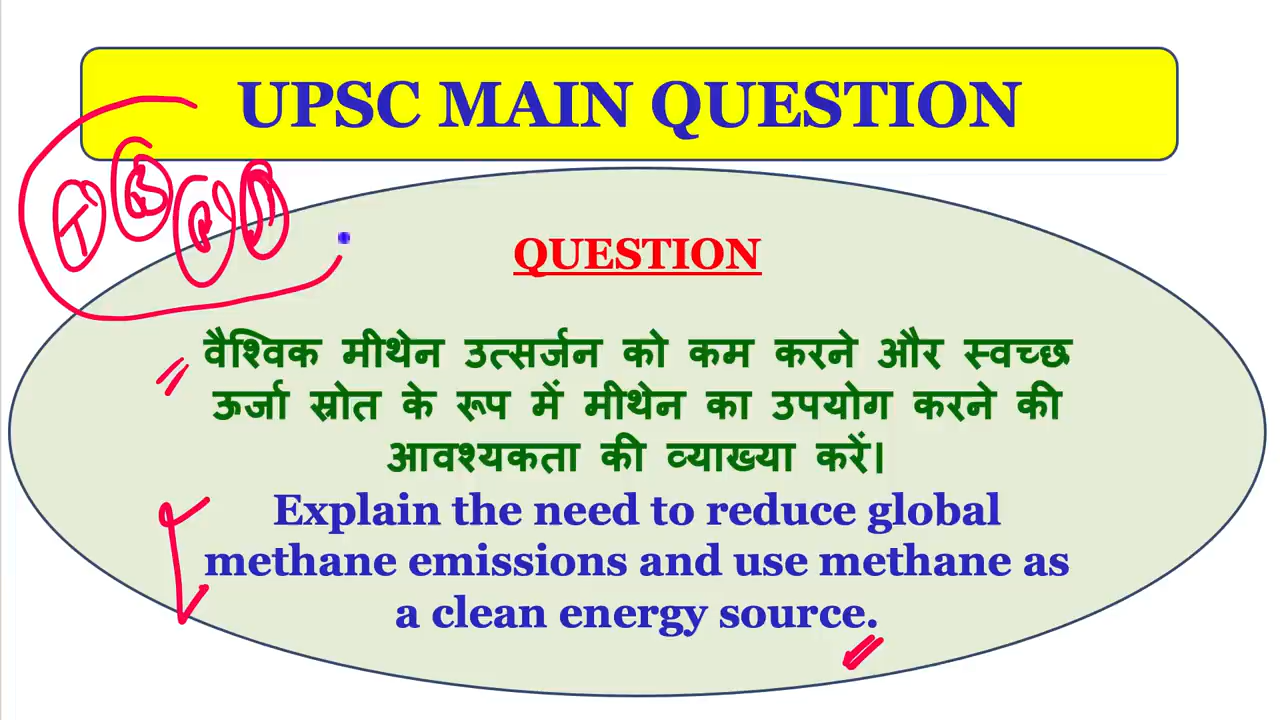 UPSC MAIN QUESTION
QUESTION
वैश्विक मीथेन उत्सर्जन को कम करने और स्वच्छ
ऊर्जा स्रोत के रूप में मीथेन का उपयोग करने की
आवश्यकता की व्याख्या करें।
Explain the need to reduce global
methane emissions and use methane as
a clean energy source.